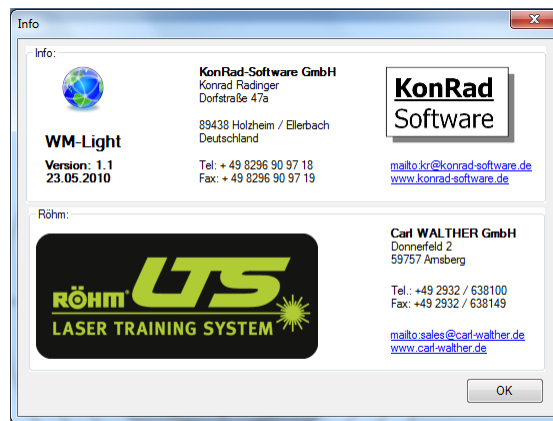 Info
Info:
WM-Light
Version: 1.1
23.05.2010
KonRad-Software GmbH
Konrad Radinger
Dorfstraße 47a
89438 Holzheim / Ellerbach
Deutschland
Tel: + 49 8296 90 97 18
Fax: + 49 8296 90 97 19
KonRad
Software
mailto:kr@konrad-software.de
www.konrad-software.de
Röhm:
RÖHM LTS
LASER TRAINING SYSTEM
Carl WALTHER GmbH
Donnerfeld 2
59757 Arnsberg
Tel.: +49 2932 / 638100
Fax: +49 2932 / 638149
mailto:sales@carl-walther.de
www.carl-walther.de
OK